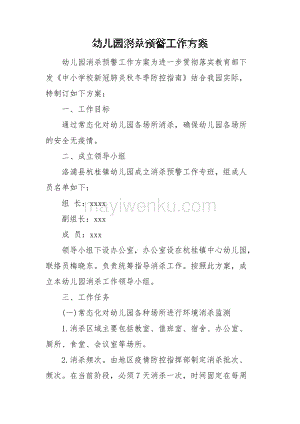 幼儿园消杀预警工作方案
幼儿园消杀预警工作方案为进一步贯彻落实教育部下
发《中小学校新冠肺炎秋冬季防控指南》结合我园实际，
特制订如下方案：
一、工作目标
通过常态化对幼儿园各场所消杀，确保幼儿园各场所
的安全无疫情。
二、成立领导小组
洛浦县杭桂镇幼儿园成立消杀预警工作专班，组成人
员名单如下：
组 长：xxxx
mayiwenku.com
副组长：xxx
成 员：xxx
领导小组下设办公室，办公室设在杭桂镇中心幼儿园，
联络员梅晓东。负责统筹指导消杀工作。按照此方案，成
立本幼儿园工作领导小组。
三、工作任务
(一)常态化对幼儿园各种场所进行环境消杀监测
1.消杀区域主要包括教室、值班室、宿舍、办公室、
厕所、食堂、会议室等场所。
2.消杀频次。由地区疫情防控指挥部制定消杀批次、
频次。在当前阶段，必须7天消杀一次，时间固定在每周